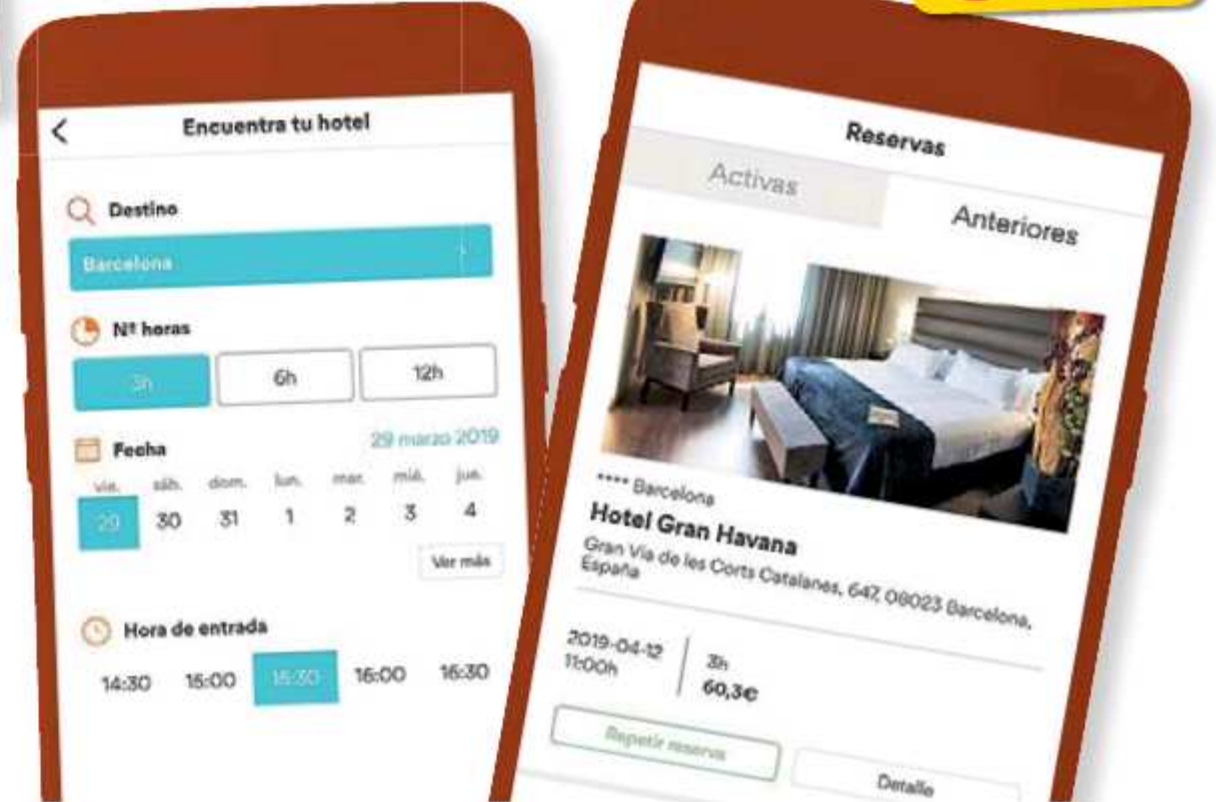 Encuentra tu hotel
Destino
Barcelona
Nº horas
3h 6h 12h
Fecha 29 marzo 2019
vie. sáb. dom. lun. mar. mié. jue.
29 30 31 1 2 3 4
Ver más
Hora de entrada
14:30 15:00 15:30 16:00 16:30
Reservas
Activas Anteriores
**** Barcelona
Hotel Gran Havana
Gran Via de les Corts Catalanes, 647, 08023 Barcelona,
España
2019-04-12 3h
11:00h 60,3€
Repetir reserva Detalle